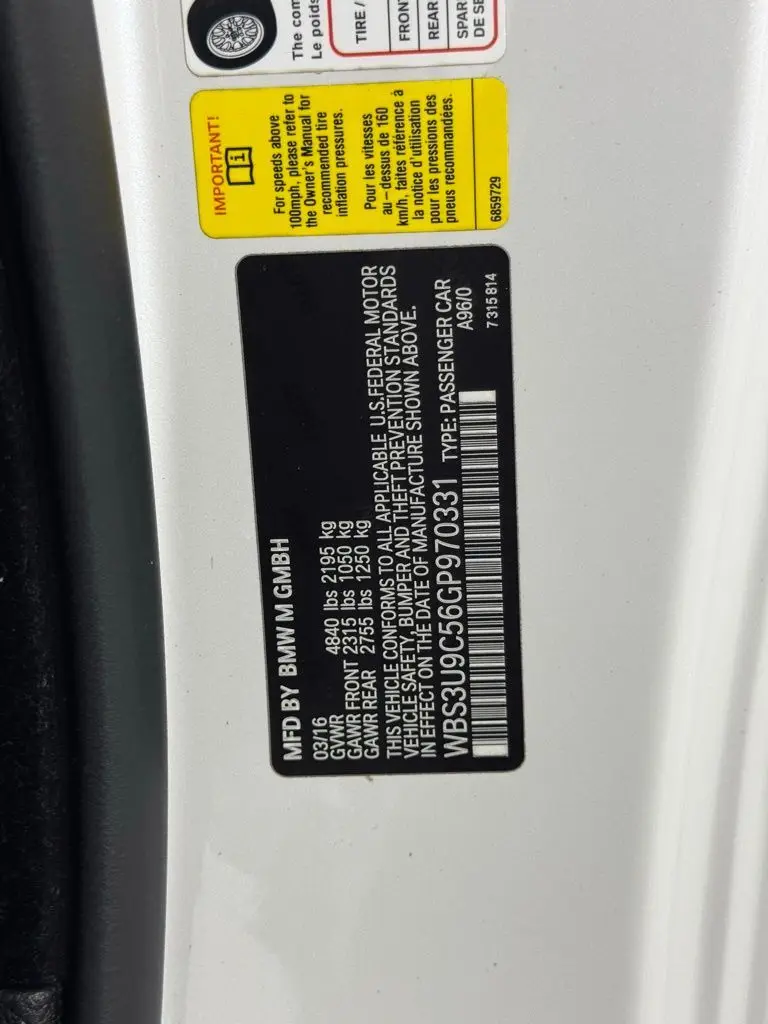 The com
Le poids
TIRE /
FRONT
REAR
SPAR
DE SE
IMPORTANT!
i
For speeds above
100mph, please refer to
the Owner's Manual for
recommended tire
inflation pressures.
Pour les vitesses
au-dessus de 160
km/h, faites référence à
la notice d'utilisation
pour les pressions des
pneus recommandées.
6859729
MFD BY BMW M GMBH
03/16
GVWR 4840 lbs 2195 kg
GAWR FRONT 2315 lbs 1050 kg
GAWR REAR 2755 lbs 1250 kg
THIS VEHICLE CONFORMS TO ALL APPLICABLE U.S.FEDERAL MOTOR
VEHICLE SAFETY, BUMPER AND THEFT PREVENTION STANDARDS
IN EFFECT ON THE DATE OF MANUFACTURE SHOWN ABOVE.
WBS3U9C56GP970331 TYPE: PASSENGER CAR
A96/0
7315814